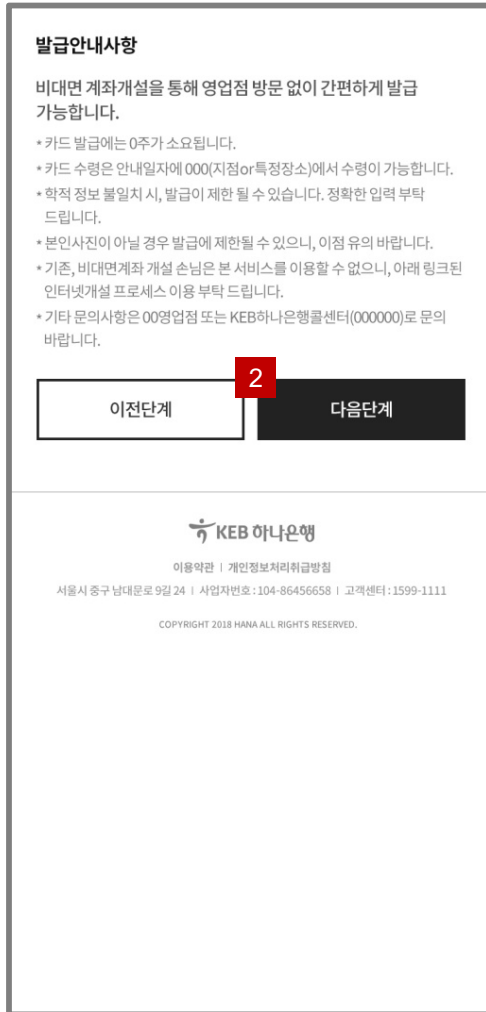 발급안내사항
비대면 계좌개설을 통해 영업점 방문 없이 간편하게 발급
가능합니다.
* 카드 발급에는 0주가 소요됩니다.
* 카드 수령은 안내일자에 000(지점or특정장소)에서 수령이 가능합니다.
* 학적 정보 불일치 시, 발급이 제한 될 수 있습니다. 정확한 입력 부탁
드립니다.
* 본인사진이 아닐 경우 발급에 제한될 수 있으니, 이점 유의 바랍니다.
* 기존, 비대면계좌 개설 손님은 본 서비스를 이용할 수 없으니, 아래 링크된
인터넷개설 프로세스 이용 부탁 드립니다.
* 기타 문의사항은 00영업점 또는 KEB하나은행콜센터(000000)로 문의
바랍니다.
2
이전단계 다음단계
KEB 하나은행
이용약관 | 개인정보처리취급방침
서울시 중구 남대문로 9길 24 | 사업자번호 : 104-86456658 | 고객센터 : 1599-1111
COPYRIGHT 2018 HANA ALL RIGHTS RESERVED.